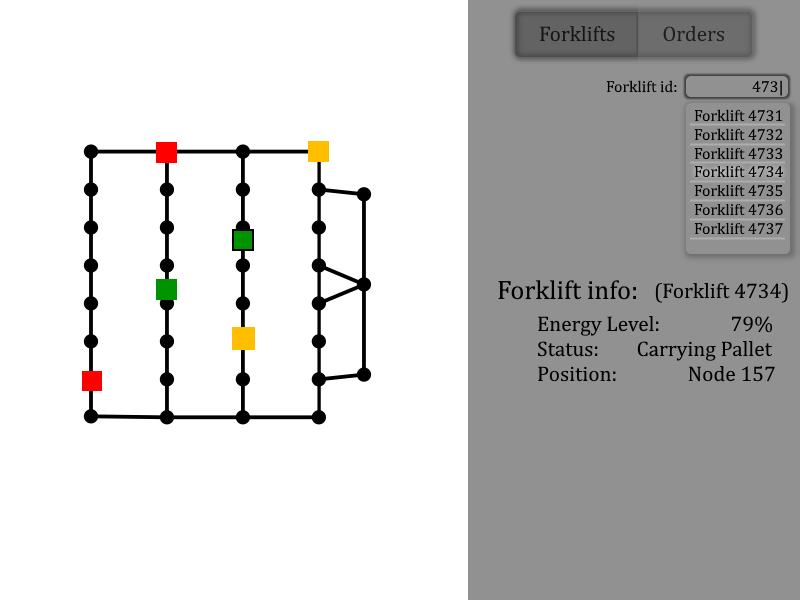 Forklifts Orders
Forklift id: 473|
Forklift 4731
Forklift 4732
Forklift 4733
Forklift 4734
Forklift 4735
Forklift 4736
Forklift 4737
Forklift info: (Forklift 4734)
Energy Level: 79%
Status: Carrying Pallet
Position: Node 157